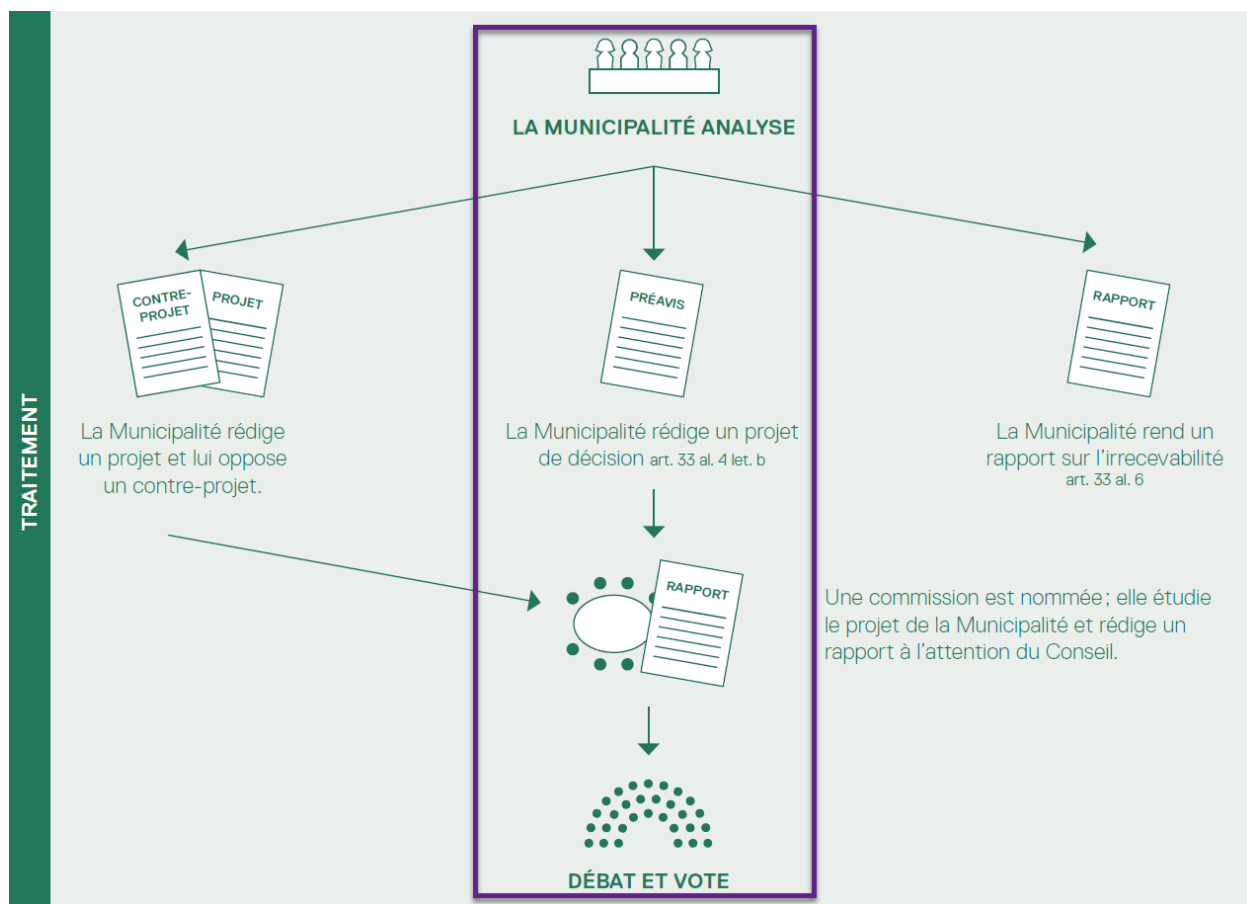 TRAITEMENT
LA MUNICIPALITÉ ANALYSE
CONTRE-
PROJET
PROJET
La Municipalité rédige
un projet et lui oppose
un contre-projet.
PRÉAVIS
La Municipalité rédige un projet
de décision art. 33 al. 4 let. b
RAPPORT
La Municipalité rend un
rapport sur l'irrecevabilité
art. 33 al. 6
RAPPORT
Une commission est nommée; elle étudie
le projet de la Municipalité et rédige un
rapport à l'attention du Conseil.
DÉBAT ET VOTE